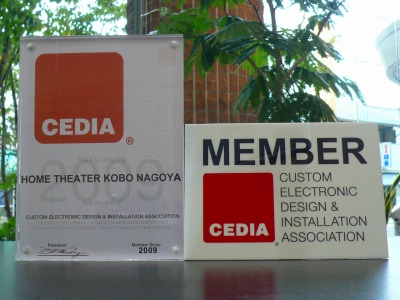 CEDIA®
2009
HOME THEATER KOBO NAGOYA
CUSTOM ELECTRONIC DESIGN & INSTALLATION ASSOCIATION
President
Member Since
2009
MEMBER
CEDIA®
CUSTOM
ELECTRONIC
DESIGN &
INSTALLATION
ASSOCIATION